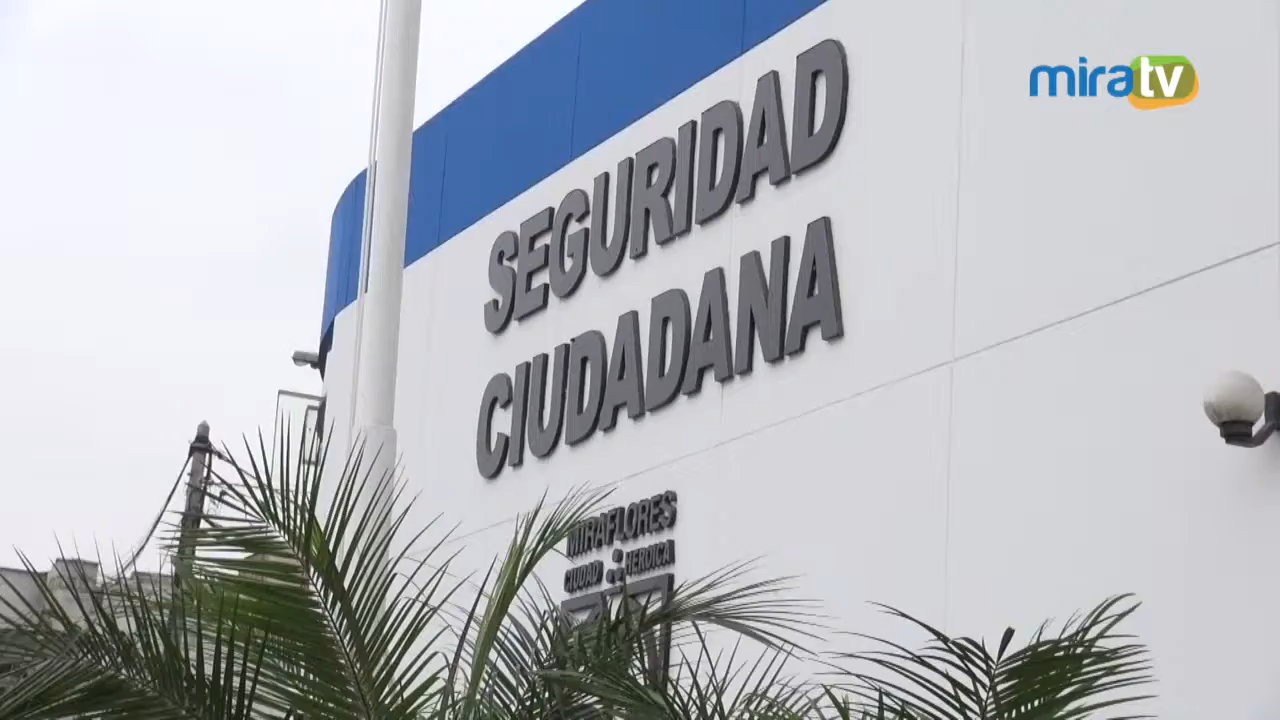 miratv
SEGURIDAD
CIUDADANA
MIRAFLORES
CIUDAD HEROICA